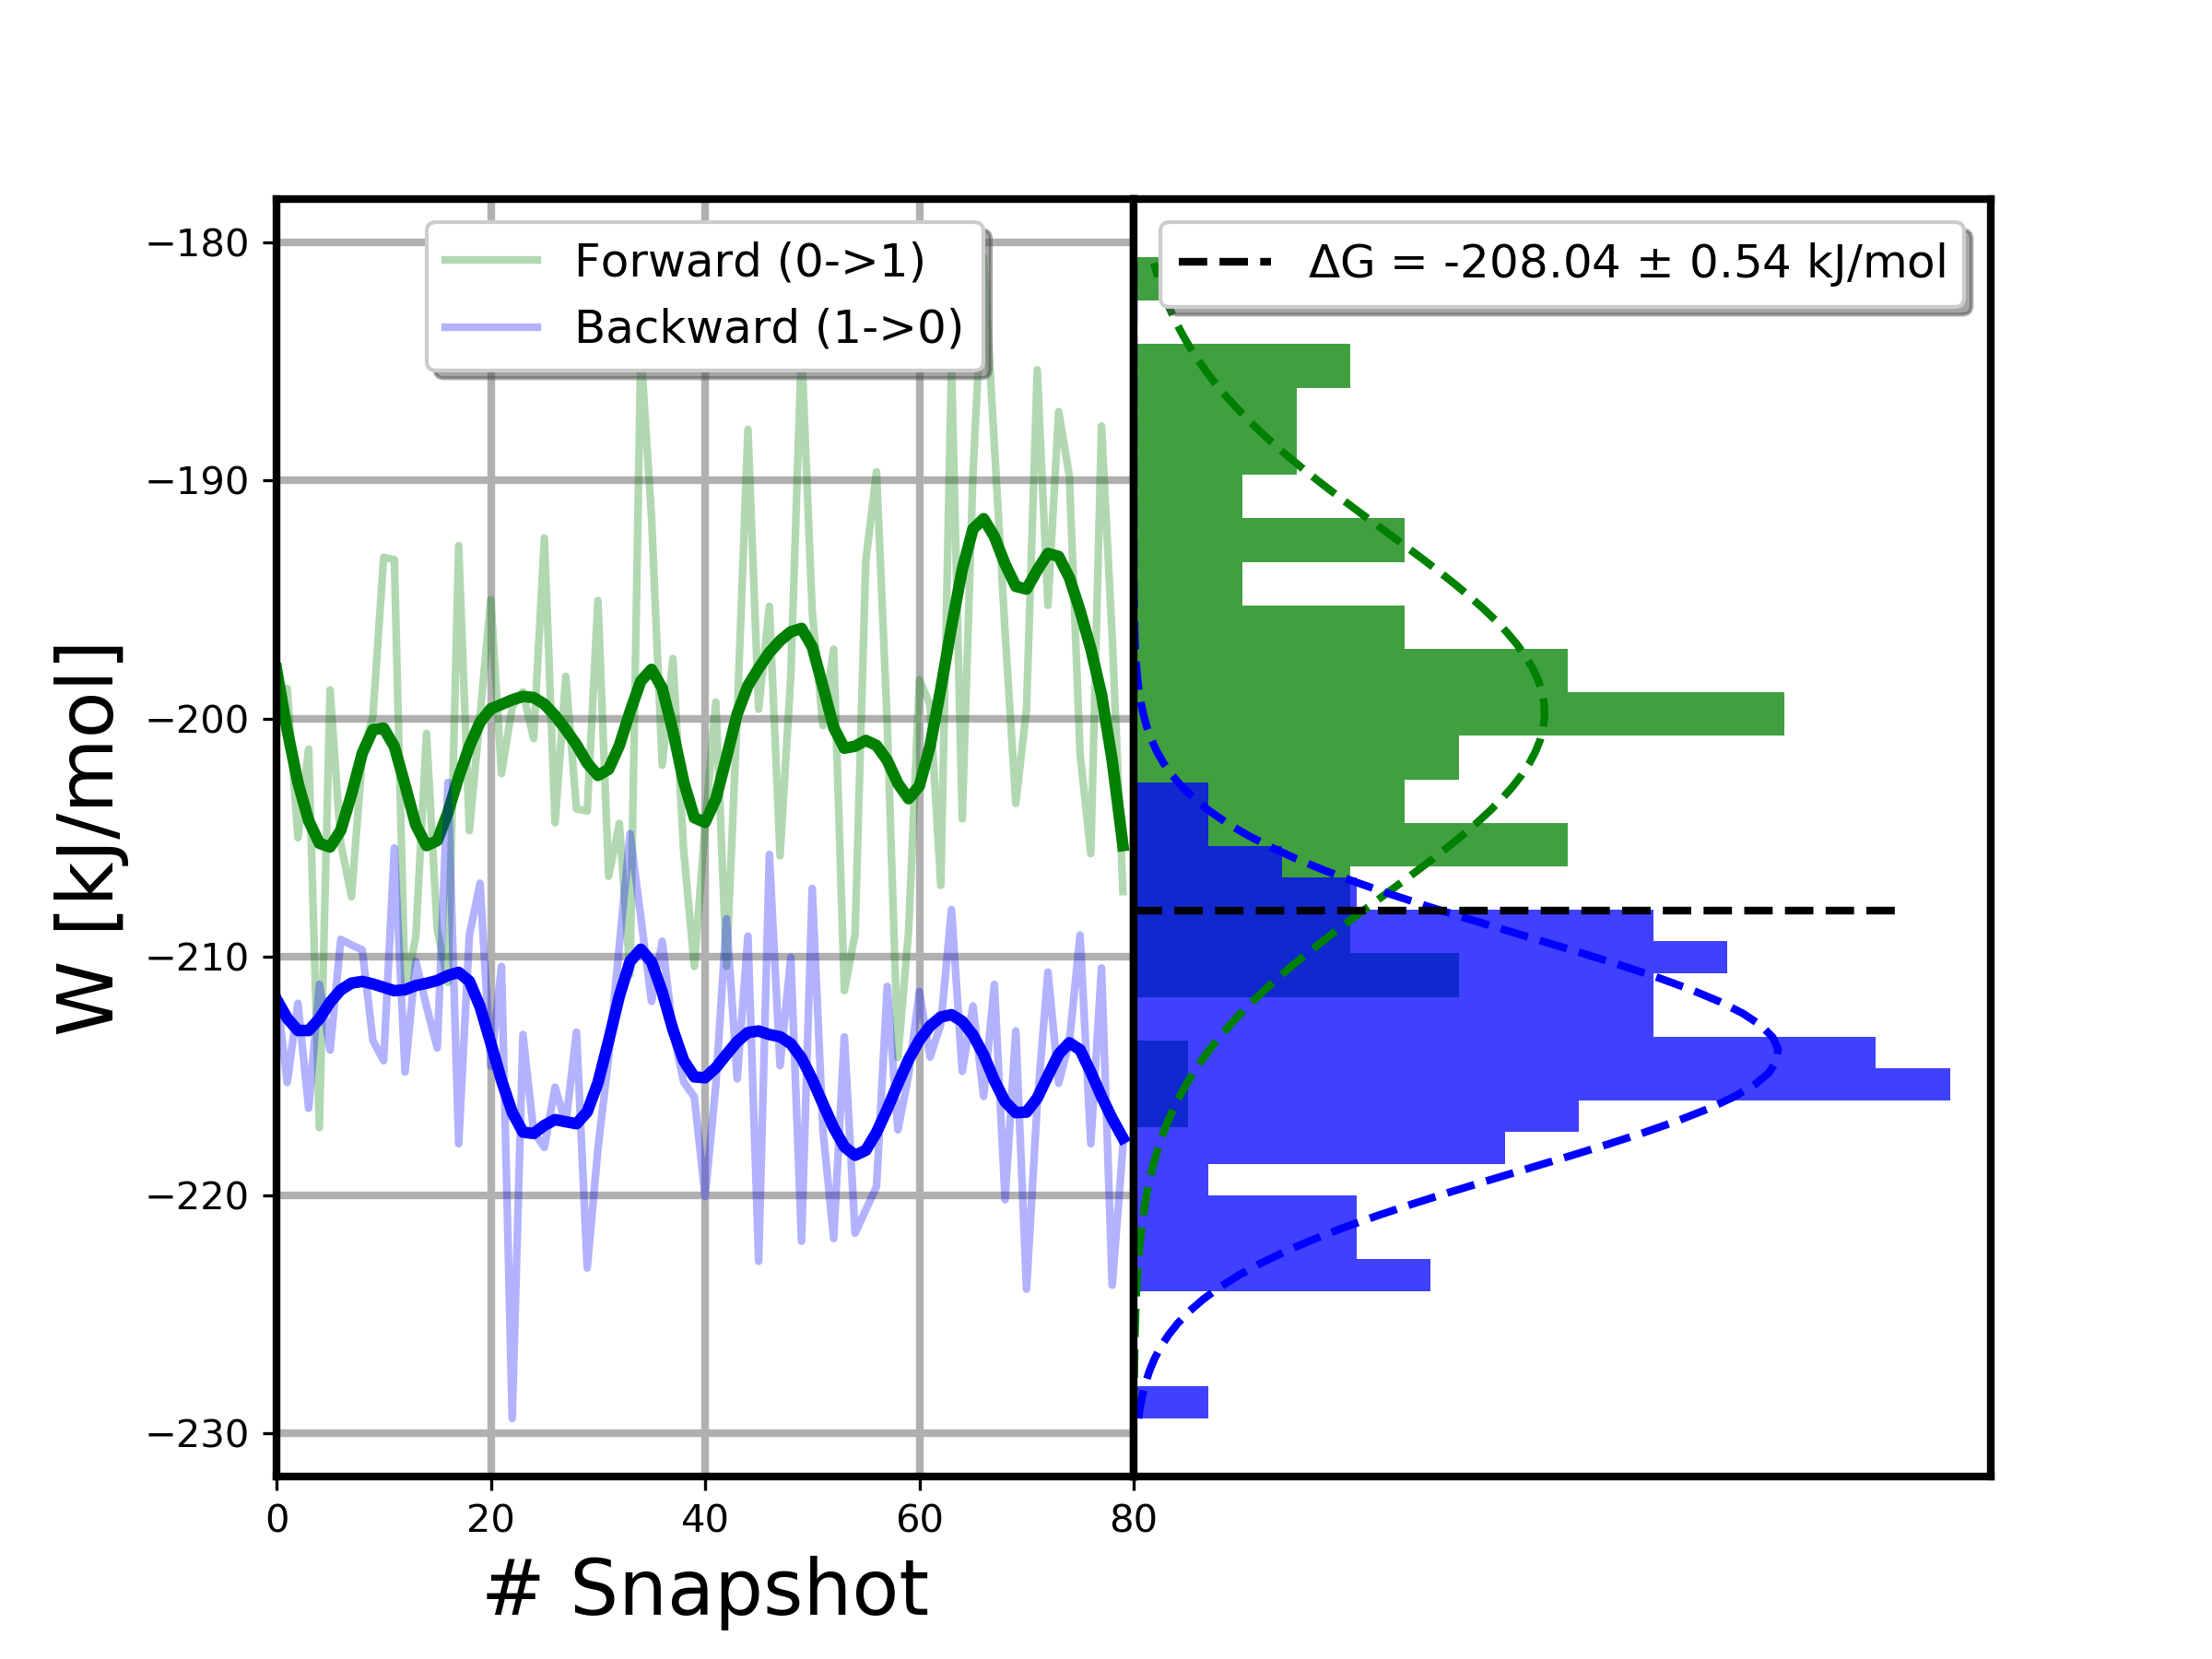 Forward (0->1)
Backward (1->0)
ΔG = -208.04 ± 0.54 kJ/mol
W [kJ/mol]
−180
−190
−200
−210
−220
−230
0 20 40 60 80
# Snapshot